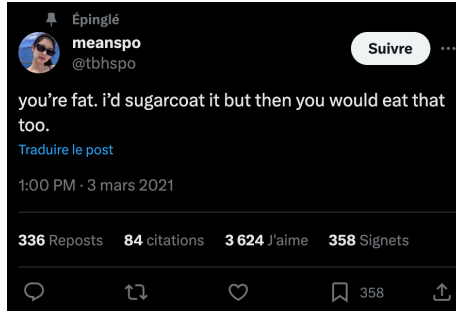 Épinglé
meanspo
Suivre
@tbhspo
you're fat. i'd sugarcoat it but then you would eat that
too.
Traduire le post
1:00 PM · 3 mars 2021
336 Reposts 84 citations 3 624 J'aime 358 Signets
358